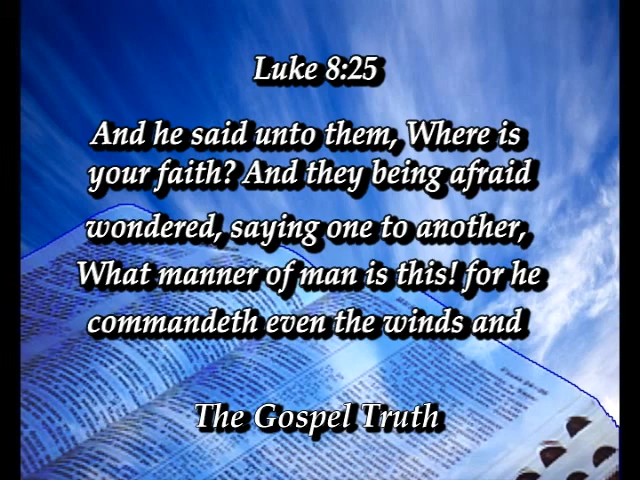 Luke 8:25
And he said unto them, Where is
your faith? And they being afraid
wondered, saying one to another,
What manner of man is this! for he
commandeth even the winds and
The Gospel Truth